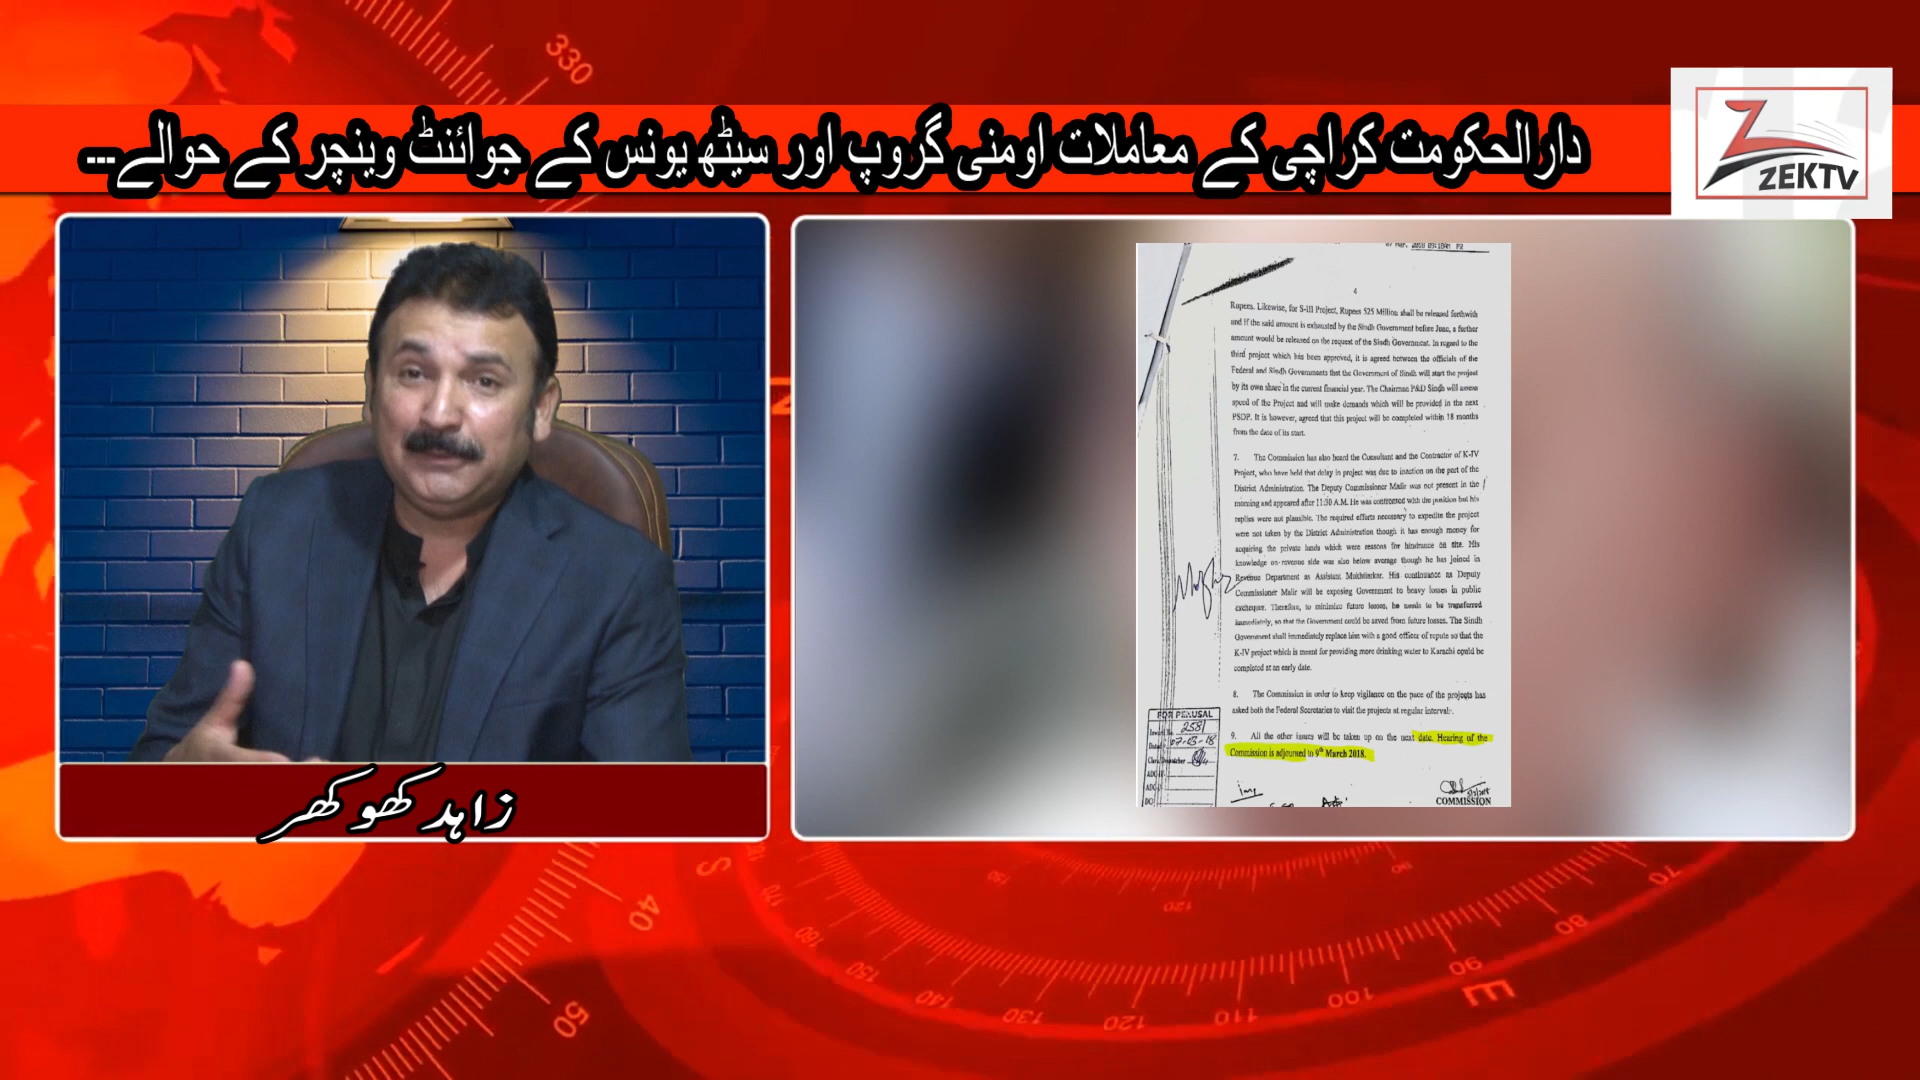 دارالحکومت کراچی کے معاملات اومنی گروپ اور سیٹھ یونس کے جوائنٹ وینچر کے حوالے...
ZEKTV
زاہد کھوکھر
4
Rupees. Likewise, for S-III Project, Rupees 525 Million shall be released forthwith
and if the said amount is exhausted by the Sindh Government before June, a further
amount would be released on the request of the Sindh Government. In regard to the
third project which has been approved, it is agreed between the officials of the
Federal and Sindh Governments that the Government of Sindh will start the project
by its own share in the current financial year. The Chairman P&D Sindh will assess
speed of the Project and will make demands which will be provided in the next
PSDP. It is however, agreed that this project will be completed within 18 months
from the date of its start.
7. The Commission has also heard the Consultant and the Contractor of K-IV
Project, who have held that delay in project was due to inaction on the part of the
District Administration. The Deputy Commissioner Malir was not present in the
morning and appeared after 11:30 A.M. He was confronted with the position but his
replies were not plausible. The required efforts necessary to expedite the project
were not taken by the District Administration though it has enough money for
acquiring the private lands which were reasons for hindrance on site. His
knowledge on revenue side was also below average though he has joined in
Revenue Department as Assistant Mukhtiarkar. His continuance as Deputy
Commissioner Malir will be exposing Government to heavy losses in public
exchequer. Therefore, to minimize future losses, he needs to be transferred
immediately, so that the Government could be saved from future losses. The Sindh
Government shall immediately replace him with a good officer of repute so that the
K-IV project which is meant for providing more drinking water to Karachi could be
completed at an early date.
8. The Commission in order to keep vigilance on the pace of the projects has
asked both the Federal Secretaries to visit the projects at regular intervals.
9. All the other issues will be taken up on the next date. Hearing of the
Commission is adjourned to 9th March 2018.
FOR PERUSAL
2581
07-03-18
COMMISSION
330
S
40
50
70
80
90
E
100
110
120
130
140
150
160